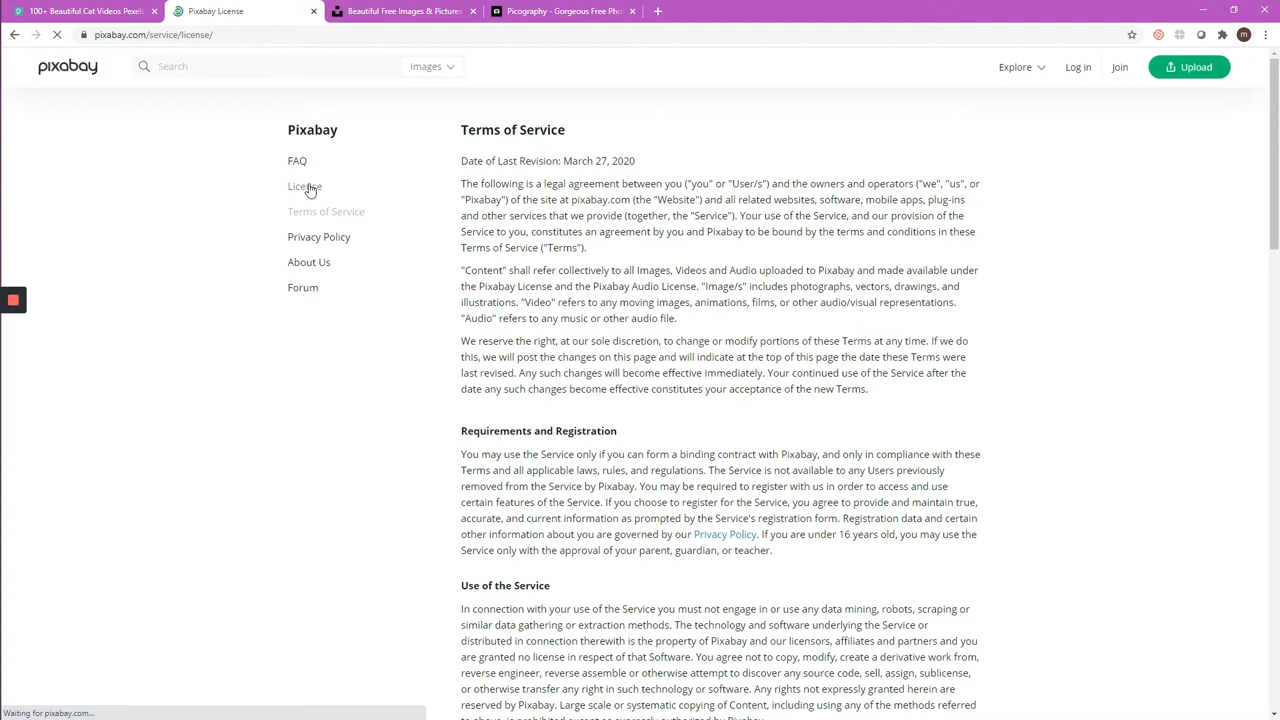 100+ Beautiful Cat Videos Pexels
Pixabay License
Beautiful Free Images & Pictures
Picography - Gorgeous Free Phot
pixabay.com/service/license/
m
pixabay
Search
Images
Explore
Log in
Join
Upload
Pixabay
FAQ
License
Terms of Service
Privacy Policy
About Us
Forum
Terms of Service
Date of Last Revision: March 27, 2020
The following is a legal agreement between you ("you" or "User/s") and the owners and operators ("we", "us", or
"Pixabay") of the site at pixabay.com (the "Website") and all related websites, software, mobile apps, plug-ins
and other services that we provide (together, the "Service"). Your use of the Service, and our provision of the
Service to you, constitutes an agreement by you and Pixabay to be bound by the terms and conditions in these
Terms of Service ("Terms").
"Content" shall refer collectively to all Images, Videos and Audio uploaded to Pixabay and made available under
the Pixabay License and the Pixabay Audio License. "Image/s" includes photographs, vectors, drawings, and
illustrations. "Video" refers to any moving images, animations, films, or other audio/visual representations.
"Audio" refers to any music or other audio file.
We reserve the right, at our sole discretion, to change or modify portions of these Terms at any time. If we do
this, we will post the changes on this page and will indicate at the top of this page the date these Terms were
last revised. Any such changes will become effective immediately. Your continued use of the Service after the
date any such changes become effective constitutes your acceptance of the new Terms.
Requirements and Registration
You may use the Service only if you can form a binding contract with Pixabay, and only in compliance with these
Terms and all applicable laws, rules, and regulations. The Service is not available to any Users previously
removed from the Service by Pixabay. You may be required to register with us in order to access and use
certain features of the Service. If you choose to register for the Service, you agree to provide and maintain true,
accurate, and current information as prompted by the Service's registration form. Registration data and certain
other information about you are governed by our Privacy Policy. If you are under 16 years old, you may use the
Service only with the approval of your parent, guardian, or teacher.
Use of the Service
In connection with your use of the Service you must not engage in or use any data mining, robots, scraping or
similar data gathering or extraction methods. The technology and software underlying the Service or
distributed in connection therewith is the property of Pixabay and our licensors, affiliates and partners and you
are granted no license in respect of that Software. You agree not to copy, modify, create a derivative work from,
reverse engineer, reverse assemble or otherwise attempt to discover any source code, sell, assign, sublicense,
or otherwise transfer any right in such technology or software. Any rights not expressly granted herein are
reserved by Pixabay. Large scale or systematic copying of Content, including using any of the methods referred
to above, is prohibited except as expressly authorized by Pixabay.
Waiting for pixabay.com...